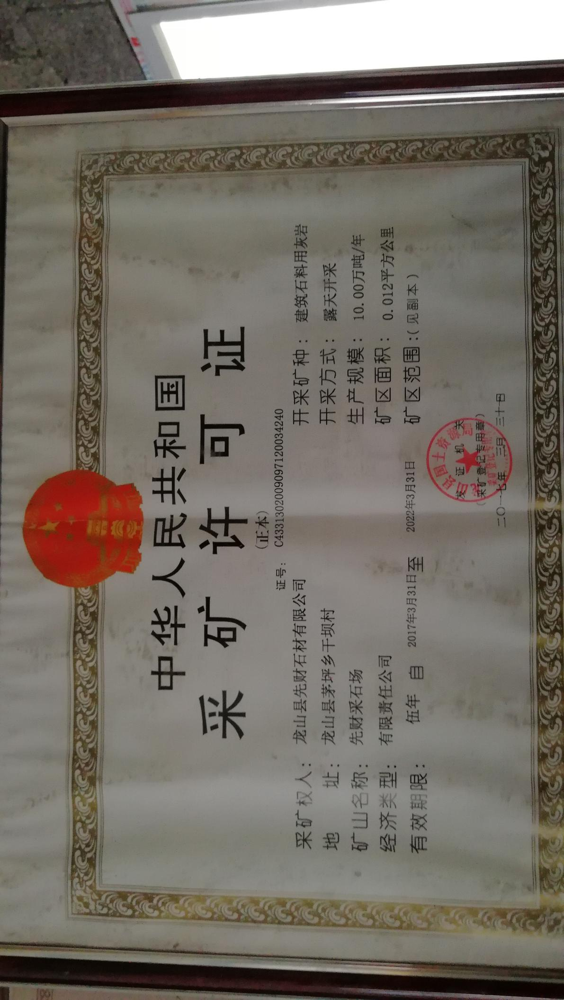 中华人民共和国
采矿许可证
(正本)
证号: C4331302009097120034240
采矿权人: 龙山县先财石材有限公司
地 址: 龙山县茅坪乡干坝村
矿山名称: 先财采石场
经济类型: 有限责任公司
有效期限: 伍年 自 2017年3月31日 至 2022年3月31日
开采矿种: 建筑石料用灰岩
开采方式: 露天开采
生产规模: 10.00万吨/年
矿区面积: 0.012平方公里
矿区范围:(见副本)
县国土资源局
发证机关
(采矿登记专用章)
采矿登记专用章
二〇一七年 三月 三十一日